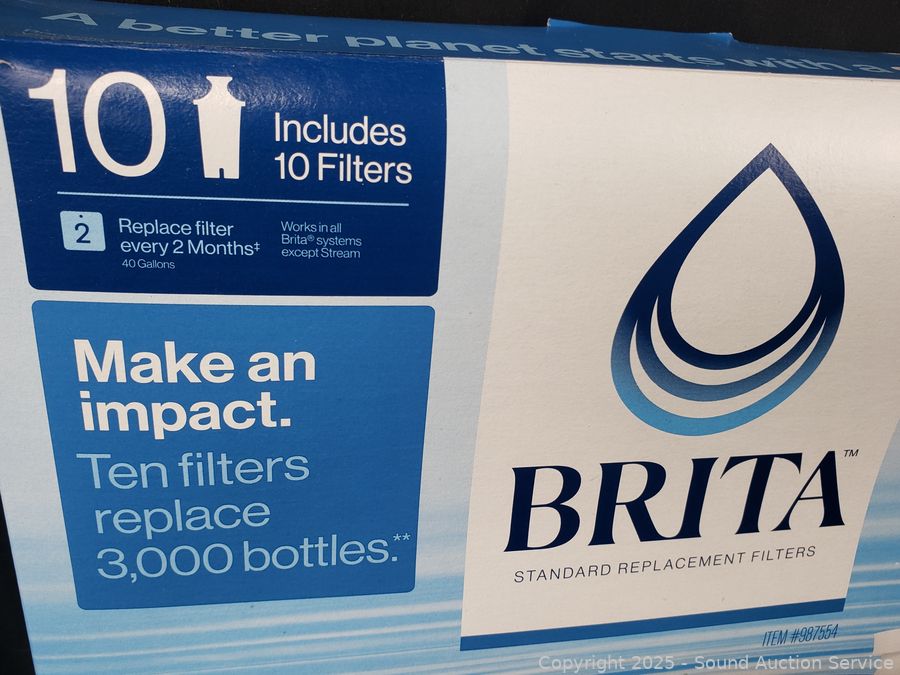 A better planet starts with a
10
Includes
10 Filters
2
Replace filter
every 2 Months‡
40 Gallons
Works in all
Brita® systems
except Stream
Make an
impact.
Ten filters
replace
3,000 bottles.**
BRITA™
STANDARD REPLACEMENT FILTERS
ITEM #987554
Copyright 2025 - Sound Auction Service